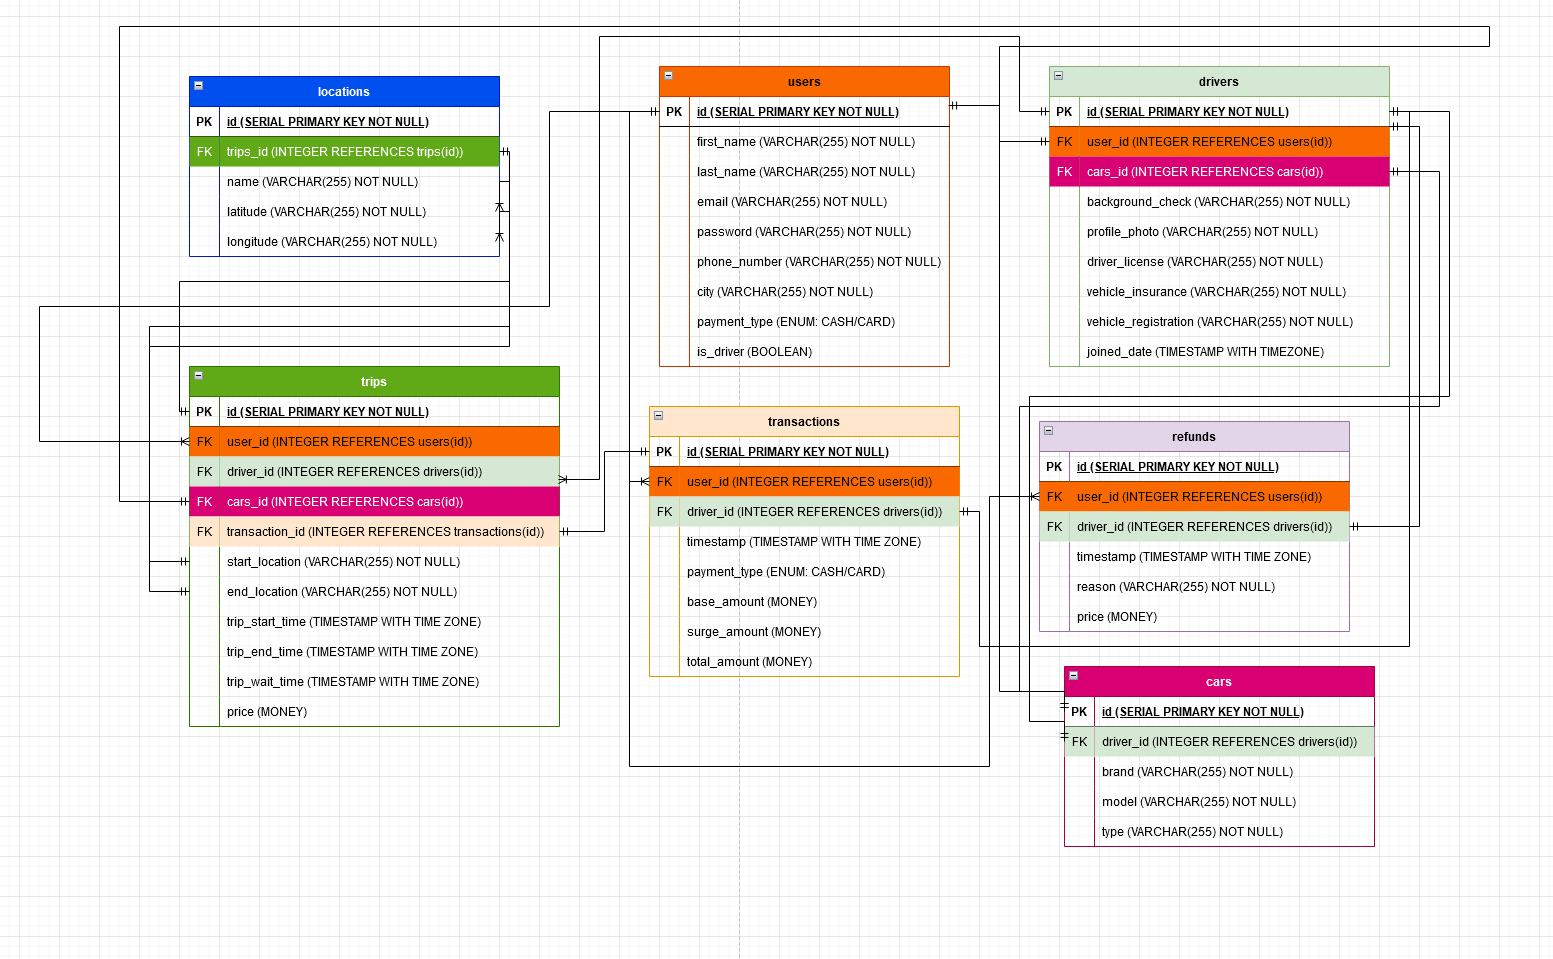 locations
PK id (SERIAL PRIMARY KEY NOT NULL)
FK trips_id (INTEGER REFERENCES trips(id))
name (VARCHAR(255) NOT NULL)
latitude (VARCHAR(255) NOT NULL)
longitude (VARCHAR(255) NOT NULL)
users
PK id (SERIAL PRIMARY KEY NOT NULL)
first_name (VARCHAR(255) NOT NULL)
last_name (VARCHAR(255) NOT NULL)
email (VARCHAR(255) NOT NULL)
password (VARCHAR(255) NOT NULL)
phone_number (VARCHAR(255) NOT NULL)
city (VARCHAR(255) NOT NULL)
payment_type (ENUM: CASH/CARD)
is_driver (BOOLEAN)
drivers
PK id (SERIAL PRIMARY KEY NOT NULL)
FK user_id (INTEGER REFERENCES users(id))
FK cars_id (INTEGER REFERENCES cars(id))
background_check (VARCHAR(255) NOT NULL)
profile_photo (VARCHAR(255) NOT NULL)
driver_license (VARCHAR(255) NOT NULL)
vehicle_insurance (VARCHAR(255) NOT NULL)
vehicle_registration (VARCHAR(255) NOT NULL)
joined_date (TIMESTAMP WITH TIMEZONE)
trips
PK id (SERIAL PRIMARY KEY NOT NULL)
FK user_id (INTEGER REFERENCES users(id))
FK driver_id (INTEGER REFERENCES drivers(id))
FK cars_id (INTEGER REFERENCES cars(id))
FK transaction_id (INTEGER REFERENCES transactions(id))
start_location (VARCHAR(255) NOT NULL)
end_location (VARCHAR(255) NOT NULL)
trip_start_time (TIMESTAMP WITH TIME ZONE)
trip_end_time (TIMESTAMP WITH TIME ZONE)
trip_wait_time (TIMESTAMP WITH TIME ZONE)
price (MONEY)
transactions
PK id (SERIAL PRIMARY KEY NOT NULL)
FK user_id (INTEGER REFERENCES users(id))
FK driver_id (INTEGER REFERENCES drivers(id))
timestamp (TIMESTAMP WITH TIME ZONE)
payment_type (ENUM: CASH/CARD)
base_amount (MONEY)
surge_amount (MONEY)
total_amount (MONEY)
refunds
PK id (SERIAL PRIMARY KEY NOT NULL)
FK user_id (INTEGER REFERENCES users(id))
FK driver_id (INTEGER REFERENCES drivers(id))
timestamp (TIMESTAMP WITH TIME ZONE)
reason (VARCHAR(255) NOT NULL)
price (MONEY)
cars
PK id (SERIAL PRIMARY KEY NOT NULL)
FK driver_id (INTEGER REFERENCES drivers(id))
brand (VARCHAR(255) NOT NULL)
model (VARCHAR(255) NOT NULL)
type (VARCHAR(255) NOT NULL)